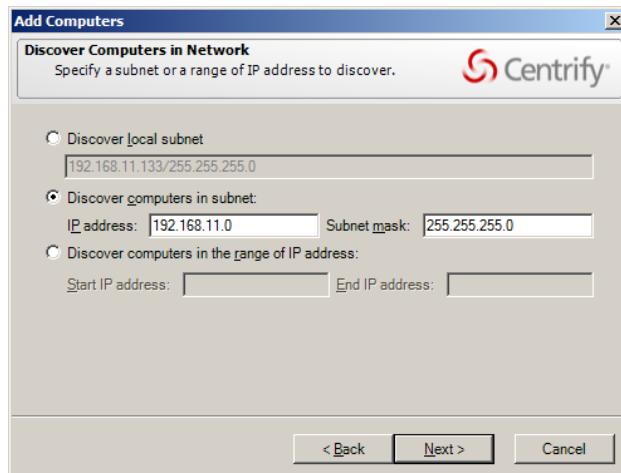 Add Computers
Discover Computers in Network
Specify a subnet or a range of IP address to discover.
Centrify
Discover local subnet
192.168.11.133/255.255.255.0
Discover computers in subnet:
IP address: 192.168.11.0 Subnet mask: 255.255.255.0
Discover computers in the range of IP address:
Start IP address: End IP address:
< Back Next > Cancel